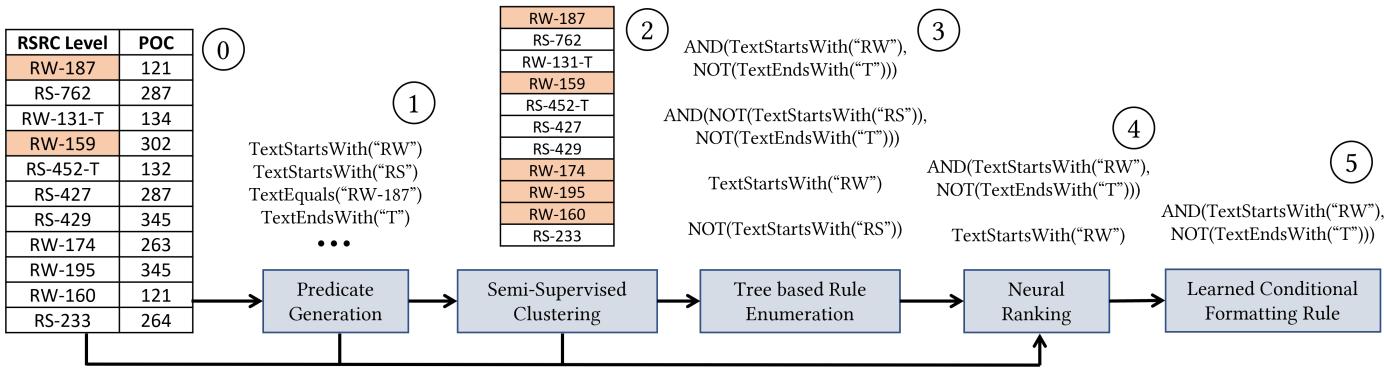 RSRC Level POC
RW-187 121
RS-762 287
RW-131-T 134
RW-159 302
RS-452-T 132
RS-427 287
RS-429 345
RW-174 263
RW-195 345
RW-160 121
RS-233 264
0
1
TextStartsWith(“RW”)
TextStartsWith(“RS”)
TextEquals(“RW-187”)
TextEndsWith(“T”)
•••
Predicate
Generation
RW-187
RS-762
RW-131-T
RW-159
RS-452-T
RS-427
RS-429
RW-174
RW-195
RW-160
RS-233
2
Semi-Supervised
Clustering
3
AND(TextStartsWith(“RW”),
NOT(TextEndsWith(“T”)))
AND(NOT(TextStartsWith(“RS”)),
NOT(TextEndsWith(“T”)))
TextStartsWith(“RW”)
NOT(TextStartsWith(“RS”))
Tree based Rule
Enumeration
4
AND(TextStartsWith(“RW”),
NOT(TextEndsWith(“T”)))
TextStartsWith(“RW”)
Neural
Ranking
5
AND(TextStartsWith(“RW”),
NOT(TextEndsWith(“T”)))
Learned Conditional
Formatting Rule